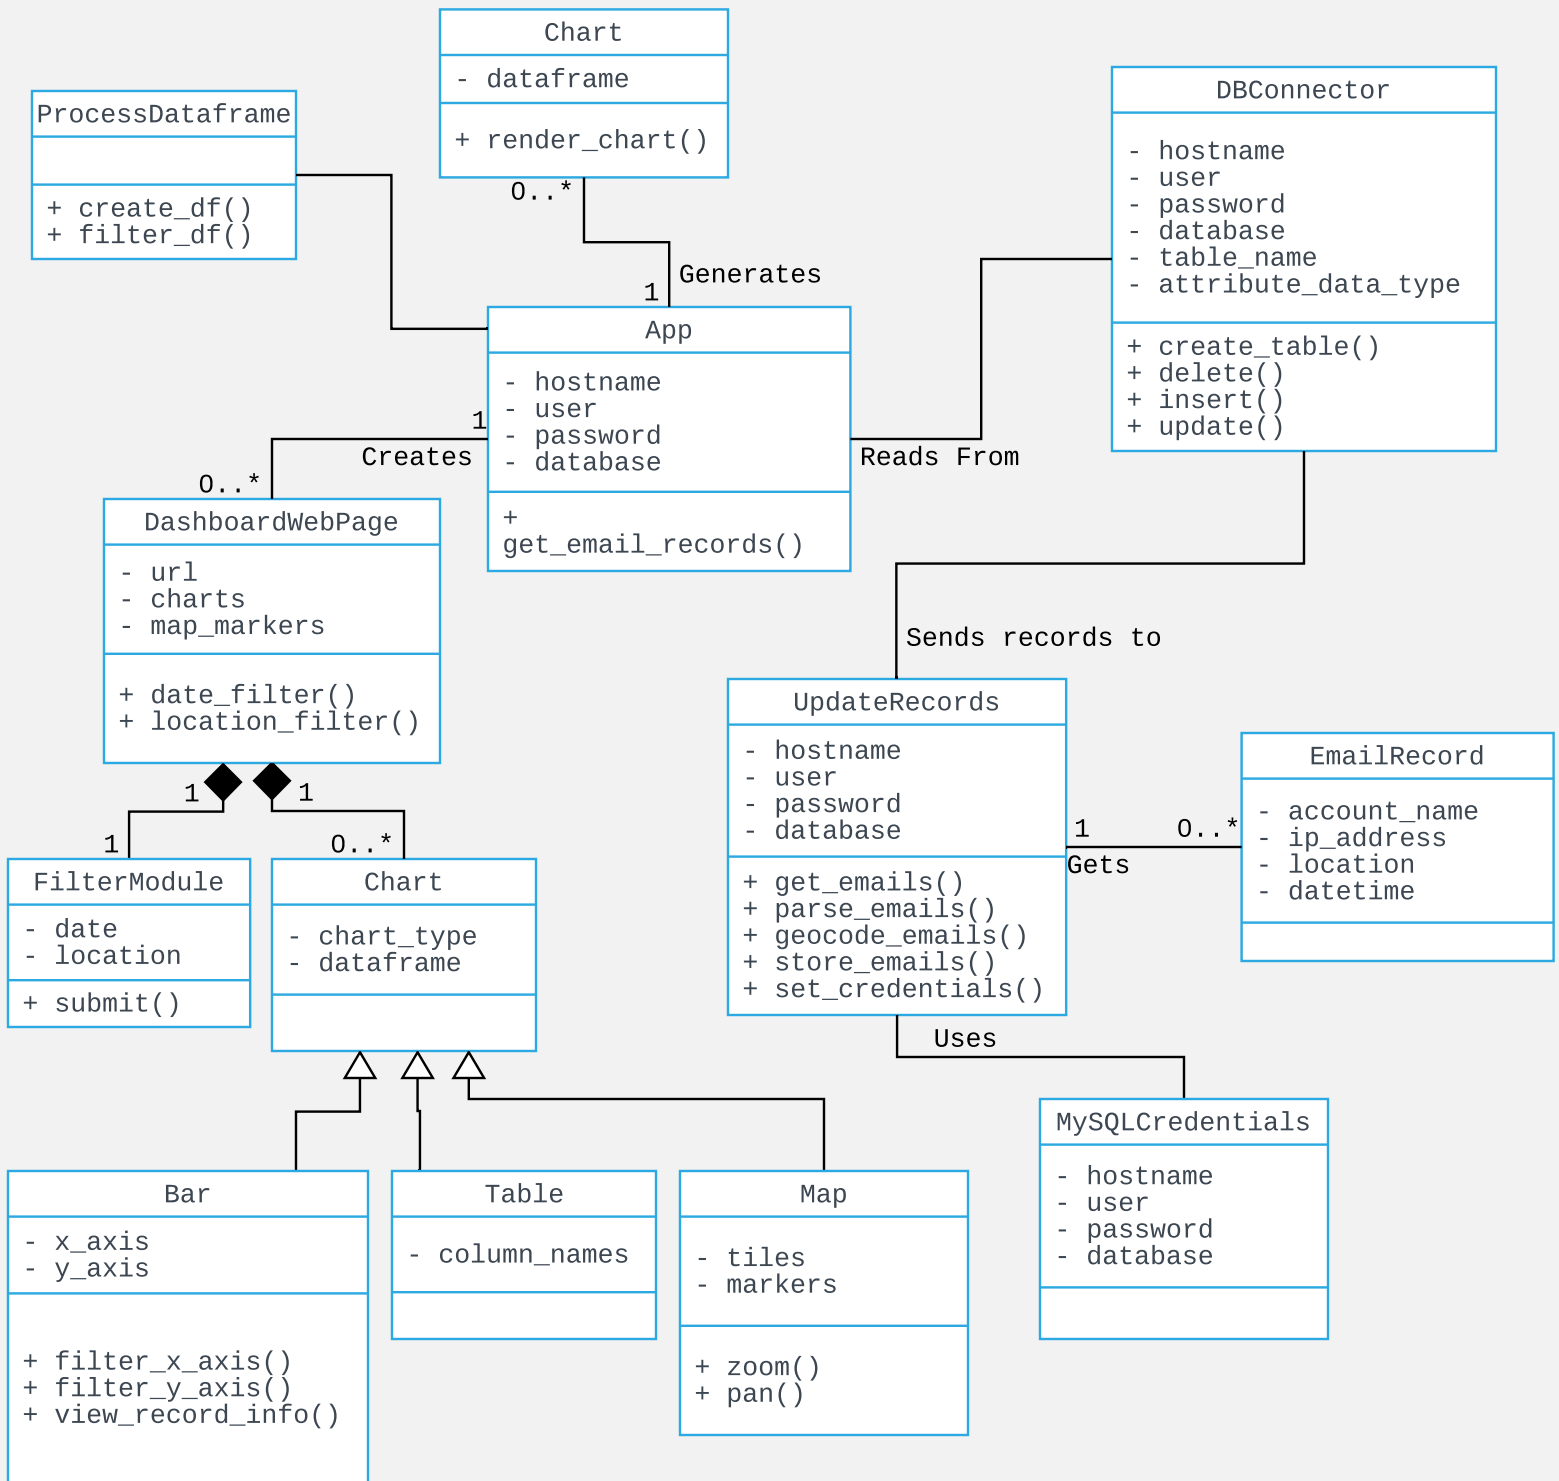 Chart
- dataframe
+ render_chart()
0..*
Generates
1
ProcessDataframe
+ create_df()
+ filter_df()
DBConnector
- hostname
- user
- password
- database
- table_name
- attribute_data_type
+ create_table()
+ delete()
+ insert()
+ update()
App
- hostname
- user
- password
- database
+
get_email_records()
1
Creates
0..*
Reads From
DashboardWebPage
- url
- charts
- map_markers
+ date_filter()
+ location_filter()
Sends records to
UpdateRecords
- hostname
- user
- password
- database
+ get_emails()
+ parse_emails()
+ geocode_emails()
+ store_emails()
+ set_credentials()
1
0..*
Gets
EmailRecord
- account_name
- ip_address
- location
- datetime
1
1
1
0..*
FilterModule
- date
- location
+ submit()
Chart
- chart_type
- dataframe
Uses
MySQLCredentials
- hostname
- user
- password
- database
Bar
- x_axis
- y_axis
+ filter_x_axis()
+ filter_y_axis()
+ view_record_info()
Table
- column_names
Map
- tiles
- markers
+ zoom()
+ pan()